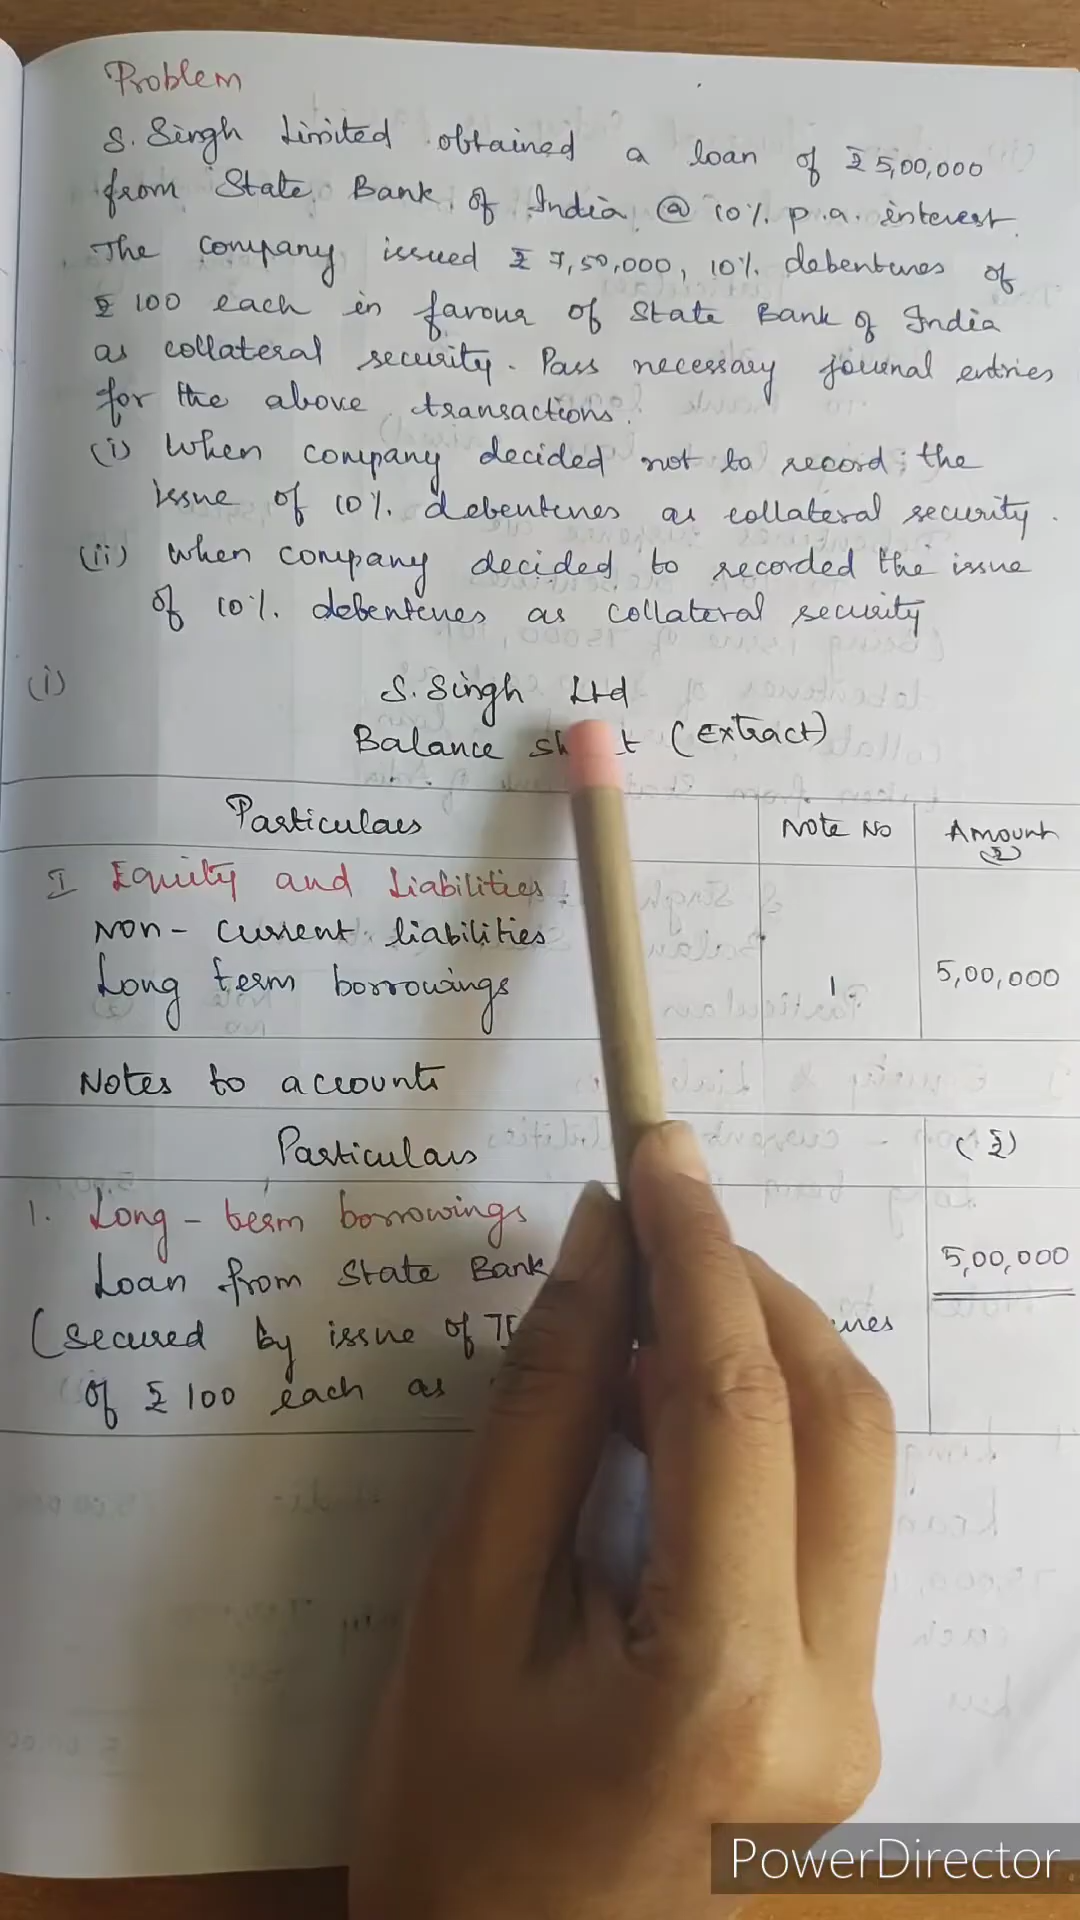 Problem
S. Singh Limited obtained a loan of ₹ 5,00,000
from State Bank of India @ 10% p.a. interest.
The company issued ₹ 7,50,000, 10% debentures of
₹ 100 each in favour of State Bank of India
as collateral security. Pass necessary journal entries
for the above transactions.
(i) When company decided not to record the
issue of 10% debentures as collateral security.
(ii) When company decided to recorded the issue
of 10% debentures as collateral security
(i) S. Singh Ltd
Balance (Extract)
Particulars Note No Amount (₹)
I Equity and Liabilities:
Non-current liabilities
Long term borrowings 1 5,00,000
Notes to accounts
Particulars (₹)
1. Long-term borrowings
Loan from State Bank 5,00,000
(secured by issue of
of ₹ 100 each as
PowerDirector